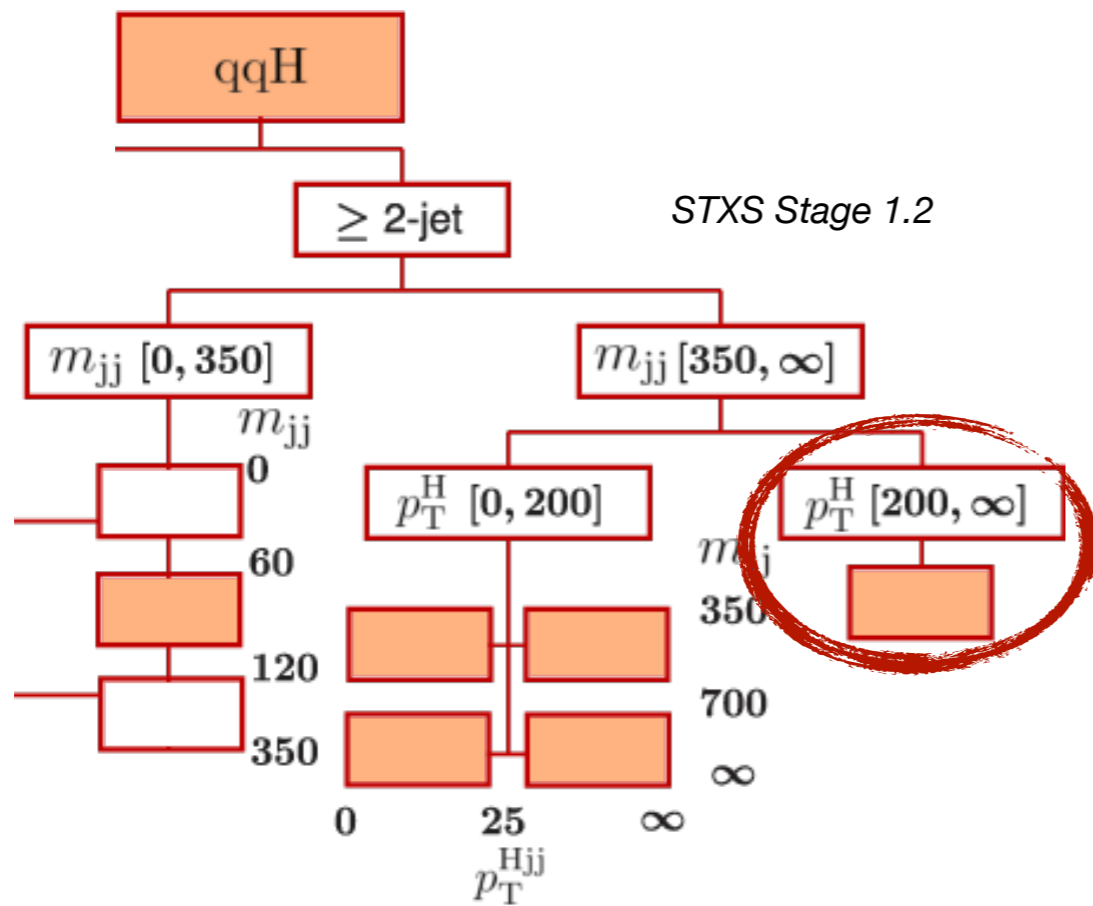 qqH
≥ 2-jet
STXS Stage 1.2
m_jj [0, 350]
m_jj [350, ∞]
m_jj
0
60
120
350
p_T^H [0, 200]
p_T^H [200, ∞]
350
700
∞
0 25 ∞
p_T^Hjj